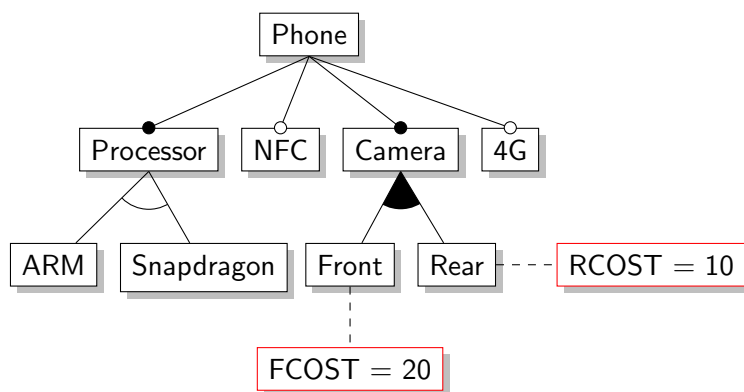 Phone
Processor
NFC
Camera
4G
ARM
Snapdragon
Front
Rear
RCOST = 10
FCOST = 20